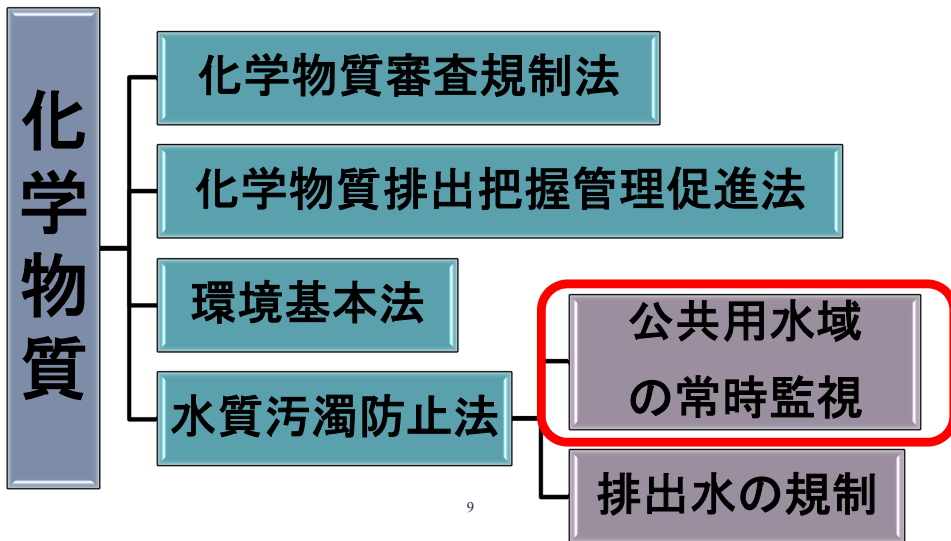 化学物質
化学物質審査規制法
化学物質排出把握管理促進法
環境基本法
水質汚濁防止法
公共用水域
の常時監視
排出水の規制
9